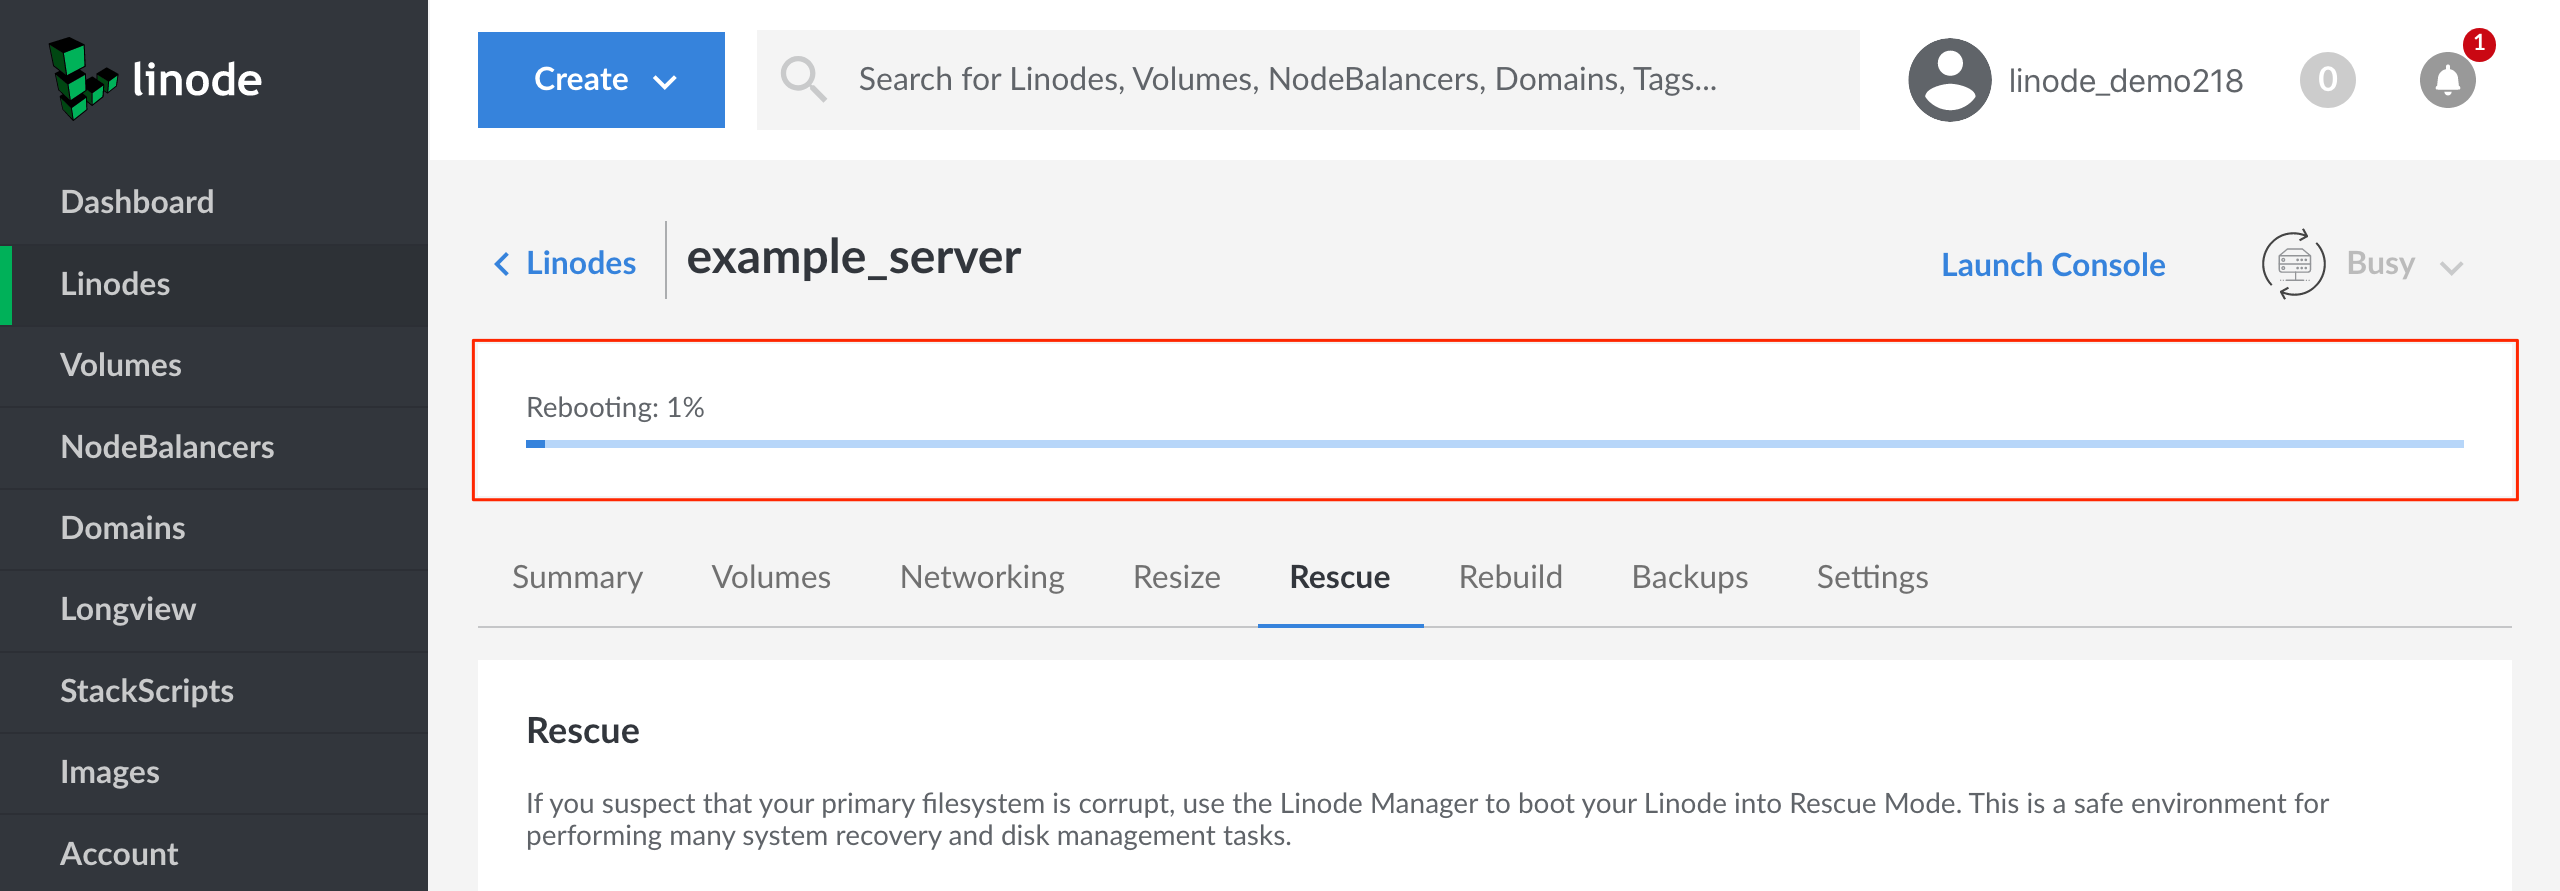 linode
Create
Search for Linodes, Volumes, NodeBalancers, Domains, Tags...
linode_demo218
0
1
Dashboard
Linodes
Volumes
NodeBalancers
Domains
Longview
StackScripts
Images
Account
Linodes
example_server
Launch Console
Busy
Rebooting: 1%
Summary
Volumes
Networking
Resize
Rescue
Rebuild
Backups
Settings
Rescue
If you suspect that your primary filesystem is corrupt, use the Linode Manager to boot your Linode into Rescue Mode. This is a safe environment for
performing many system recovery and disk management tasks.